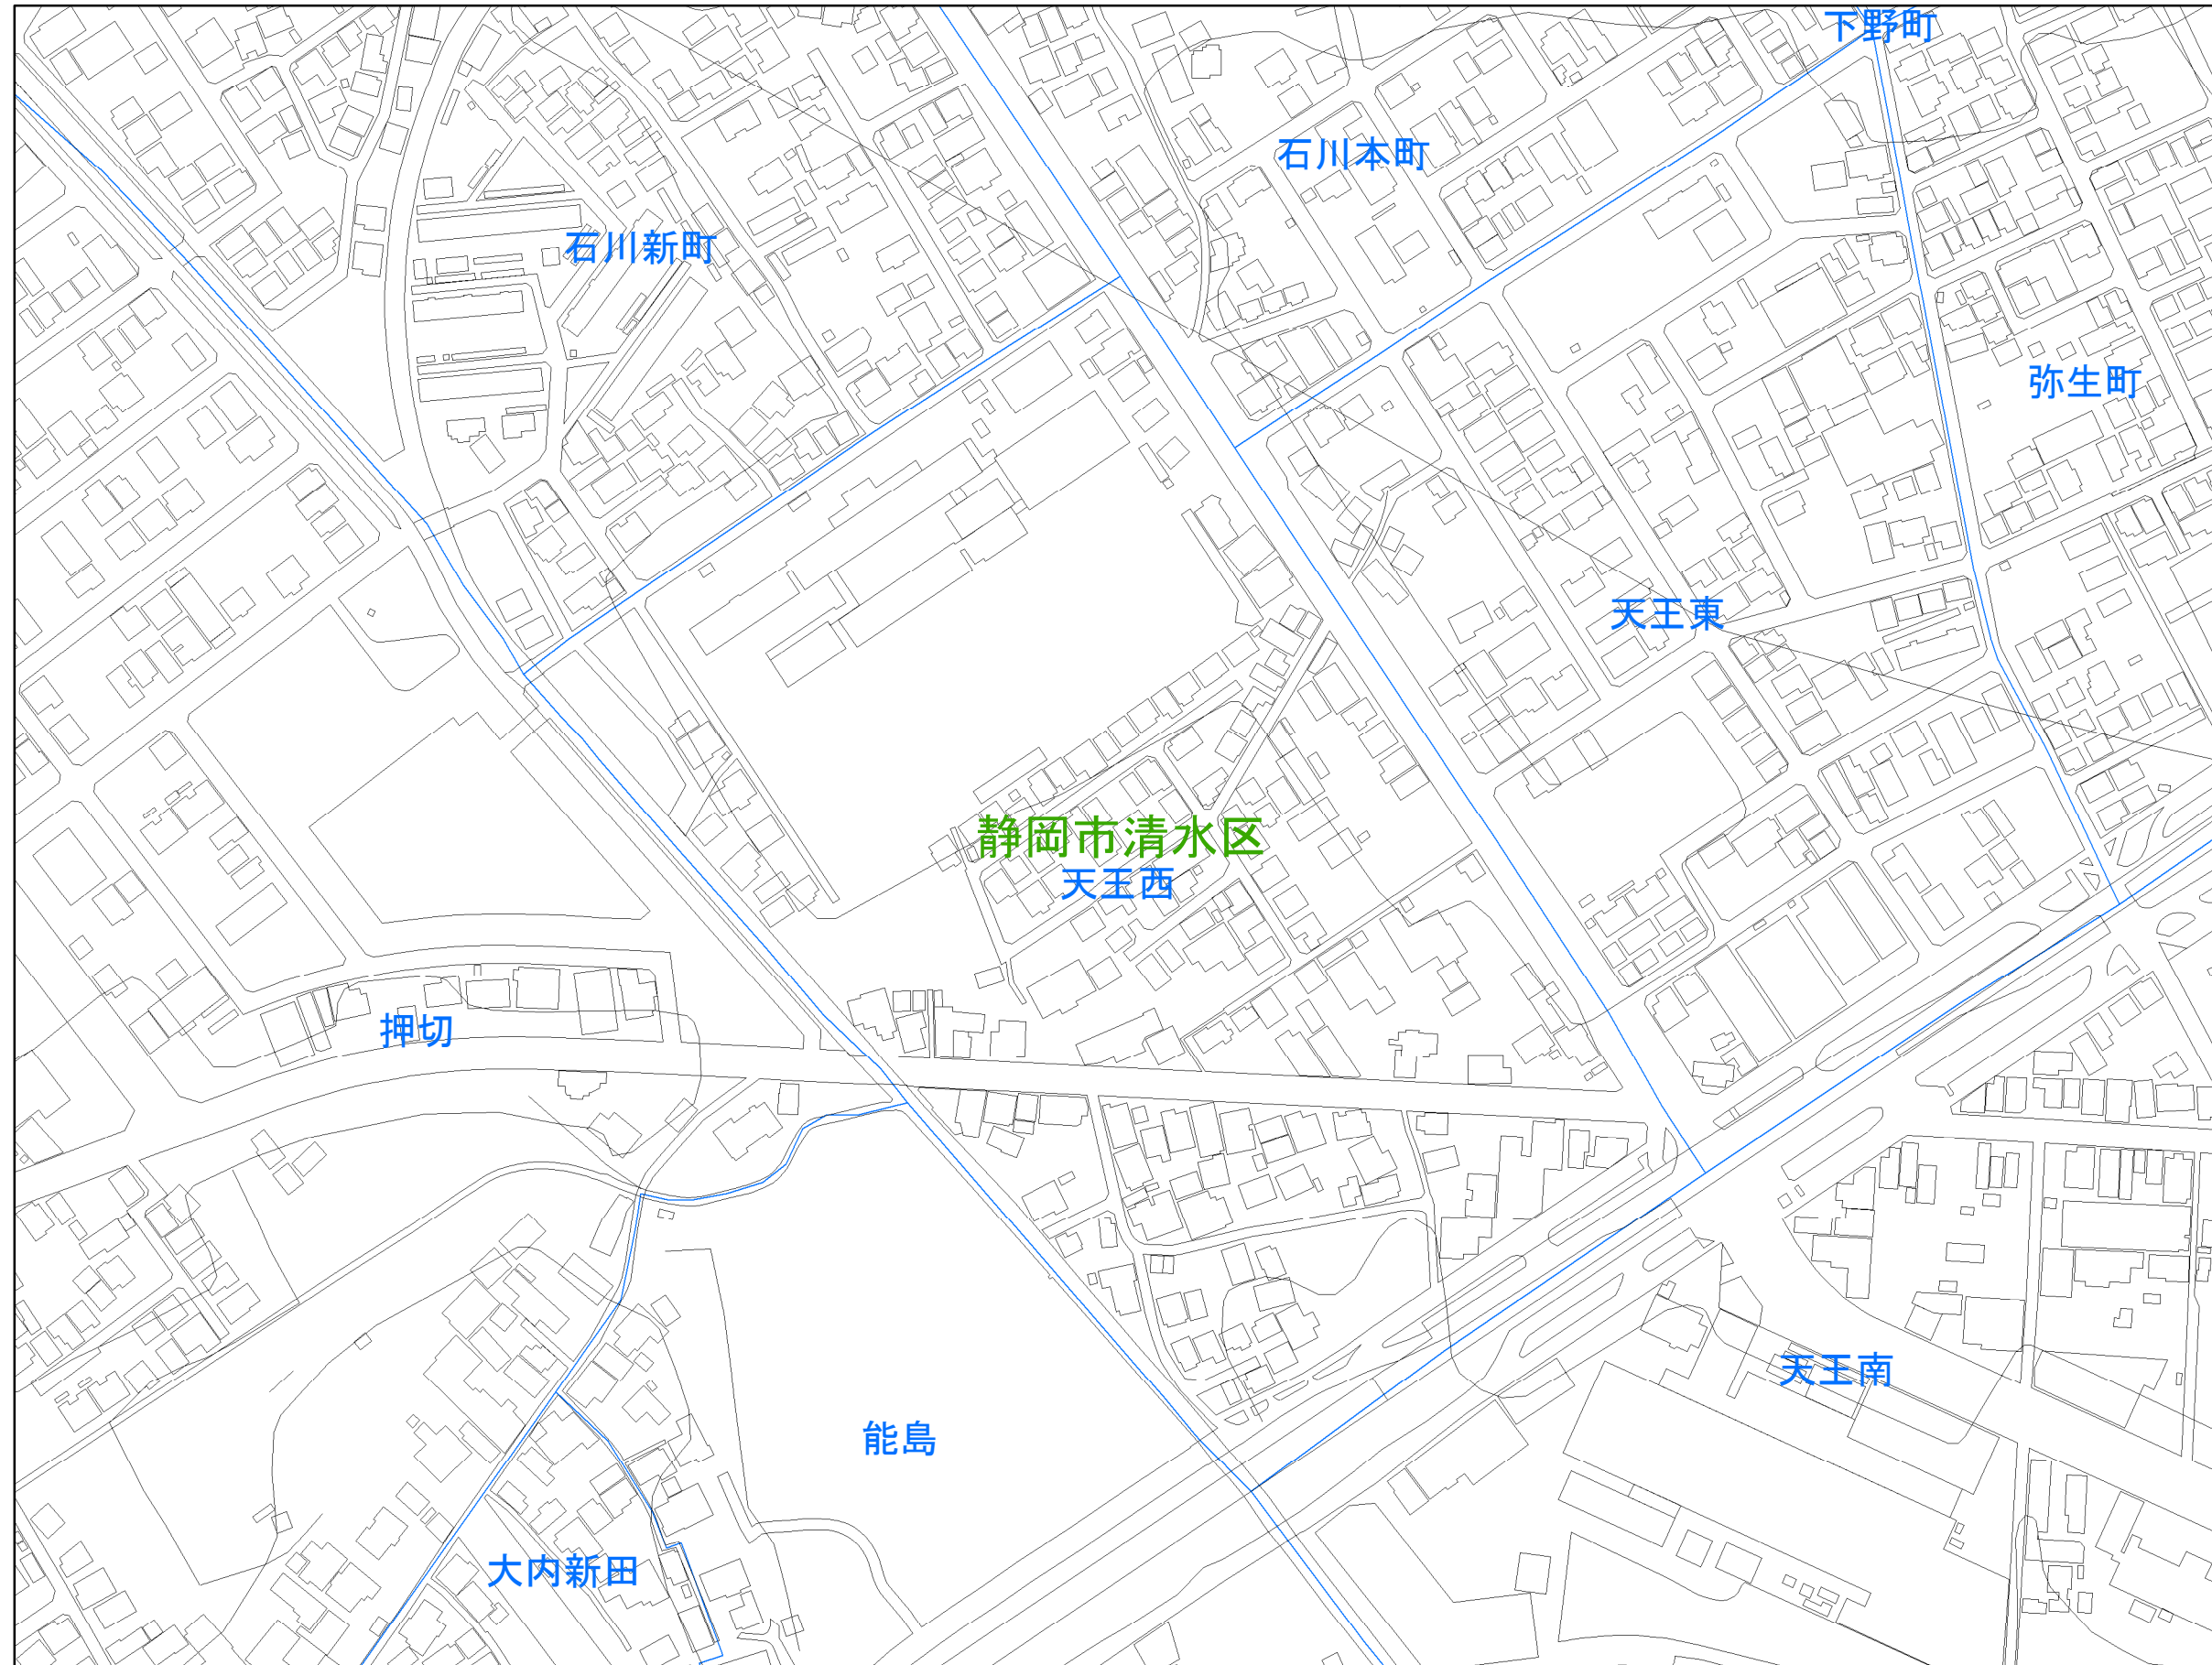 下野町
石川本町
石川新町
弥生町
天王東
静岡市清水区
天王西
押切
天王南
能島
大内新田